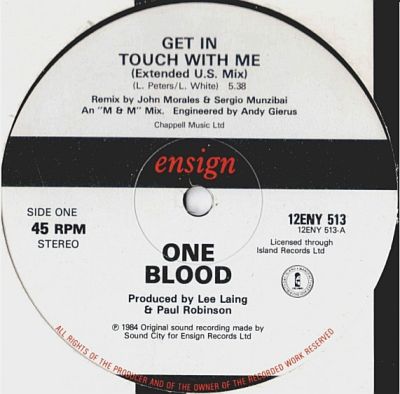 GET IN
TOUCH WITH ME
(Extended U.S. Mix)
(L. Peters/L. White) 5.38
Remix by John Morales & Sergio Munzibai
An "M & M" Mix. Engineered by Andy Gierus
Chappell Music Ltd
ensign
SIDE ONE
45 RPM
STEREO
12ENY 513
12ENY 513-A
Licensed through
Island Records Ltd
ONE
BLOOD
Produced by Lee Laing
& Paul Robinson
℗ 1984 Original sound recording made by
Sound City for Ensign Records Ltd
ALL RIGHTS OF THE PRODUCER AND OF THE OWNER OF THE RECORDED WORK RESERVED